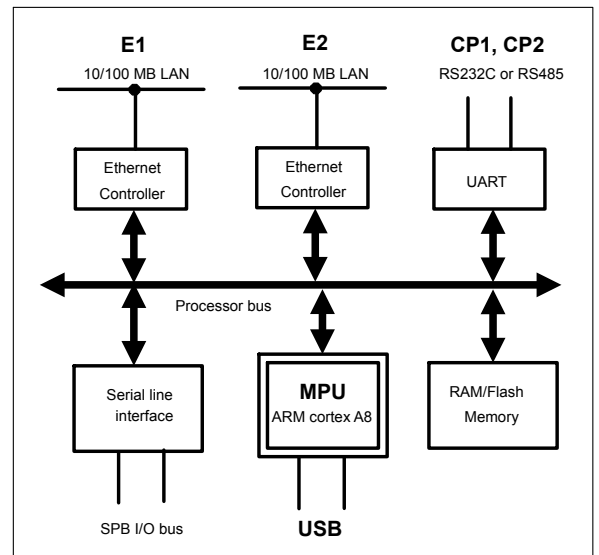 E1
E2
CP1, CP2
10/100 MB LAN
10/100 MB LAN
RS232C or RS485
Ethernet
Controller
Ethernet
Controller
UART
Processor bus
Serial line
interface
MPU
ARM cortex A8
RAM/Flash
Memory
SPB I/O bus
USB